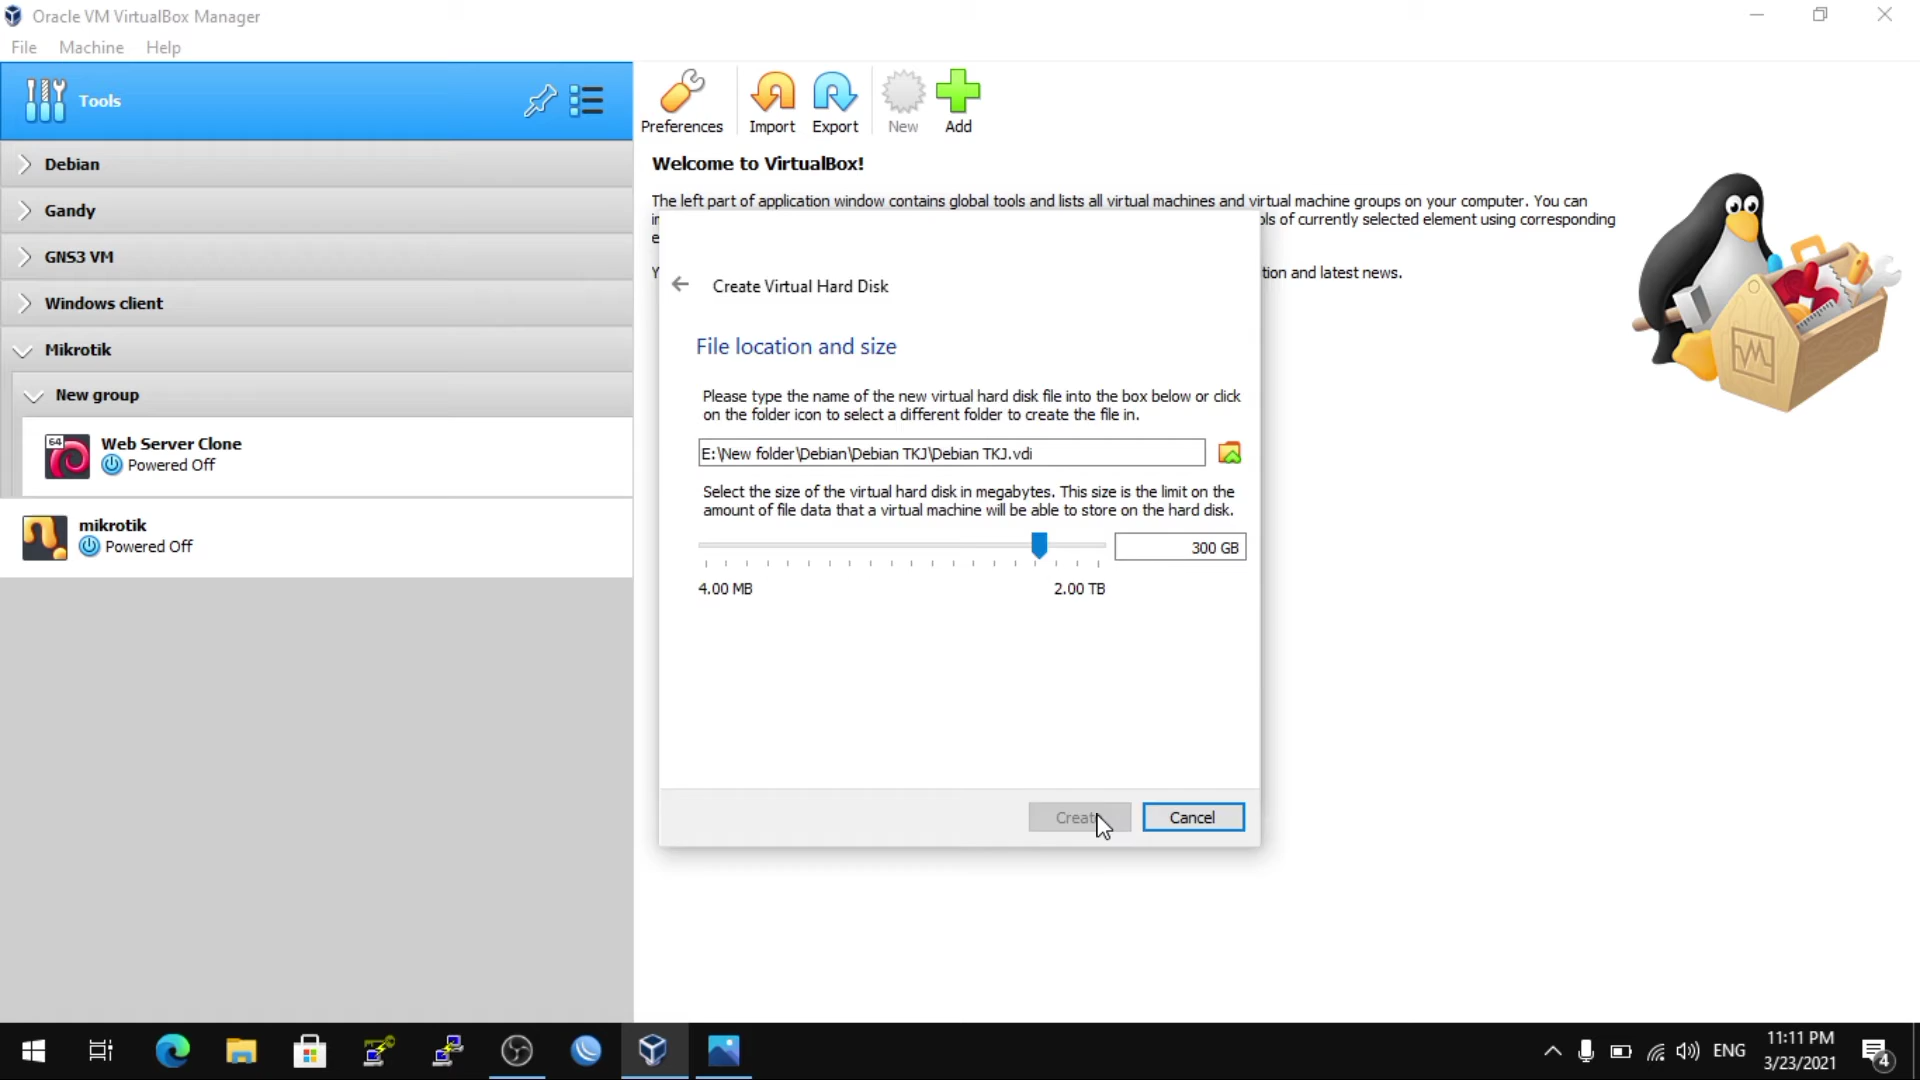 Oracle VM VirtualBox Manager
File Machine Help
Tools
Preferences Import Export New Add
Debian
Gandy
GNS3 VM
Windows client
Mikrotik
New group
64
Web Server Clone
Powered Off
mikrotik
Powered Off
Welcome to VirtualBox!
The left part of application window contains global tools and lists all virtual machines and virtual machine groups on your computer. You can
ols of currently selected element using corresponding
tion and latest news.
Create Virtual Hard Disk
File location and size
Please type the name of the new virtual hard disk file into the box below or click
on the folder icon to select a different folder to create the file in.
E:\New folder\Debian\Debian TKJ\Debian TKJ.vdi
Select the size of the virtual hard disk in megabytes. This size is the limit on the
amount of file data that a virtual machine will be able to store on the hard disk.
300 GB
4.00 MB 2.00 TB
Create Cancel
ENG
11:11 PM
3/23/2021
4